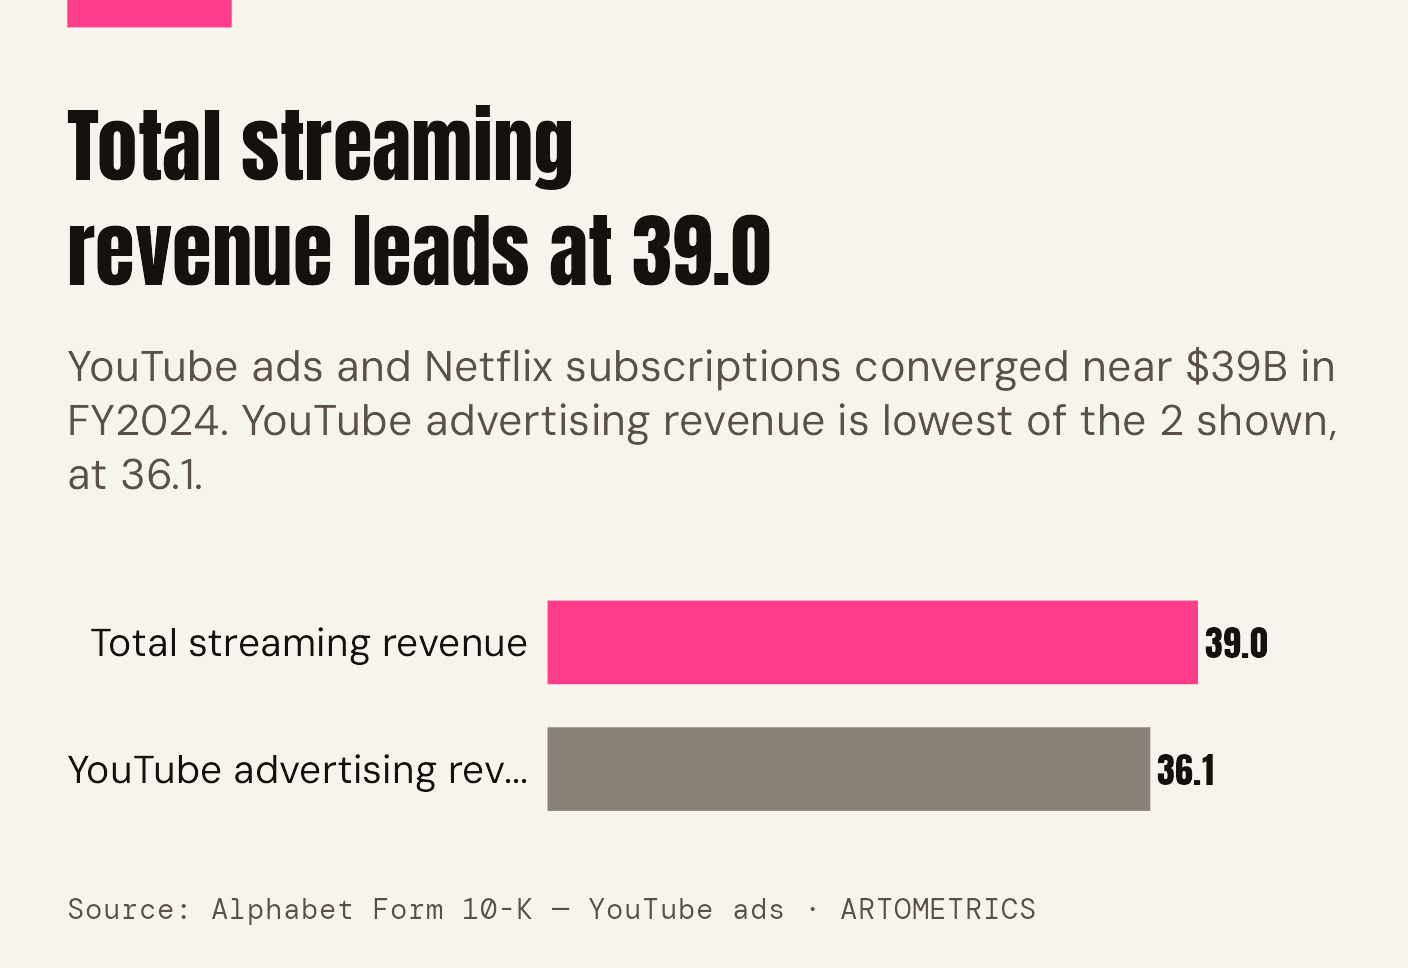 Total streaming
revenue leads at 39.0
YouTube ads and Netflix subscriptions converged near $39B in
FY2024. YouTube advertising revenue is lowest of the 2 shown,
at 36.1.
Total streaming revenue 39.0
YouTube advertising rev... 36.1
Source: Alphabet Form 10-K — YouTube ads · ARTOMETRICS